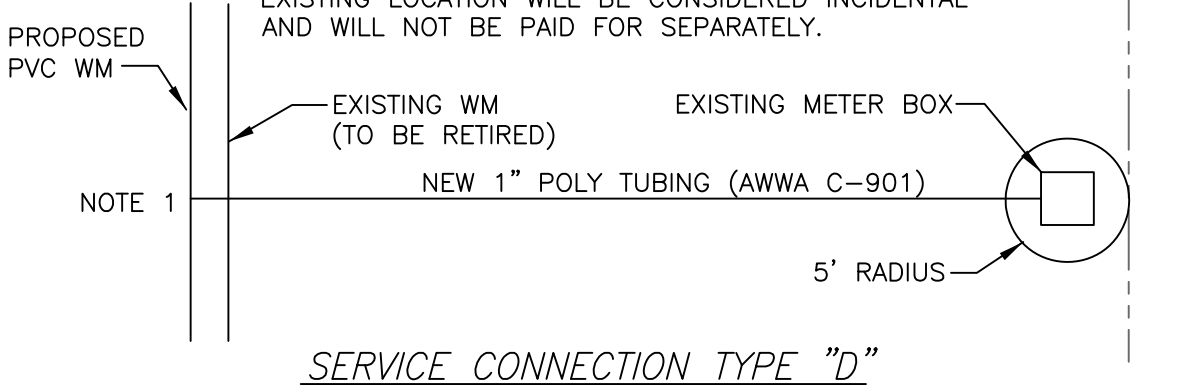 EXISTING LOCATION WILL BE CONSIDERED INCIDENTAL
AND WILL NOT BE PAID FOR SEPARATELY.
PROPOSED
PVC WM
EXISTING WM
(TO BE RETIRED)
EXISTING METER BOX
NEW 1" POLY TUBING (AWWA C-901)
NOTE 1
5' RADIUS
SERVICE CONNECTION TYPE "D"